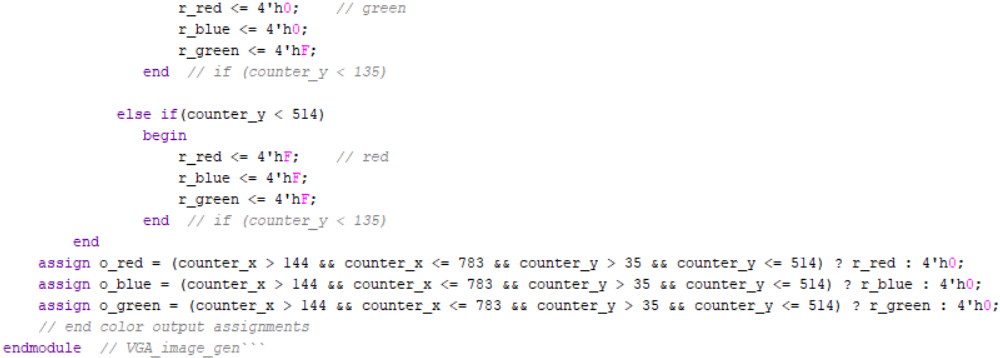 r_red <= 4'h0;    // green
r_blue <= 4'h0;
r_green <= 4'hF;
end  // if (counter_y < 135)
else if(counter_y < 514)
begin
r_red <= 4'hF;    // red
r_blue <= 4'hF;
r_green <= 4'hF;
end  // if (counter_y < 135)
end
assign o_red = (counter_x > 144 && counter_x <= 783 && counter_y > 35 && counter_y <= 514) ? r_red : 4'h0;
assign o_blue = (counter_x > 144 && counter_x <= 783 && counter_y > 35 && counter_y <= 514) ? r_blue : 4'h0;
assign o_green = (counter_x > 144 && counter_x <= 783 && counter_y > 35 && counter_y <= 514) ? r_green : 4'h0;
// end color output assignments
endmodule  // VGA_image_gen```